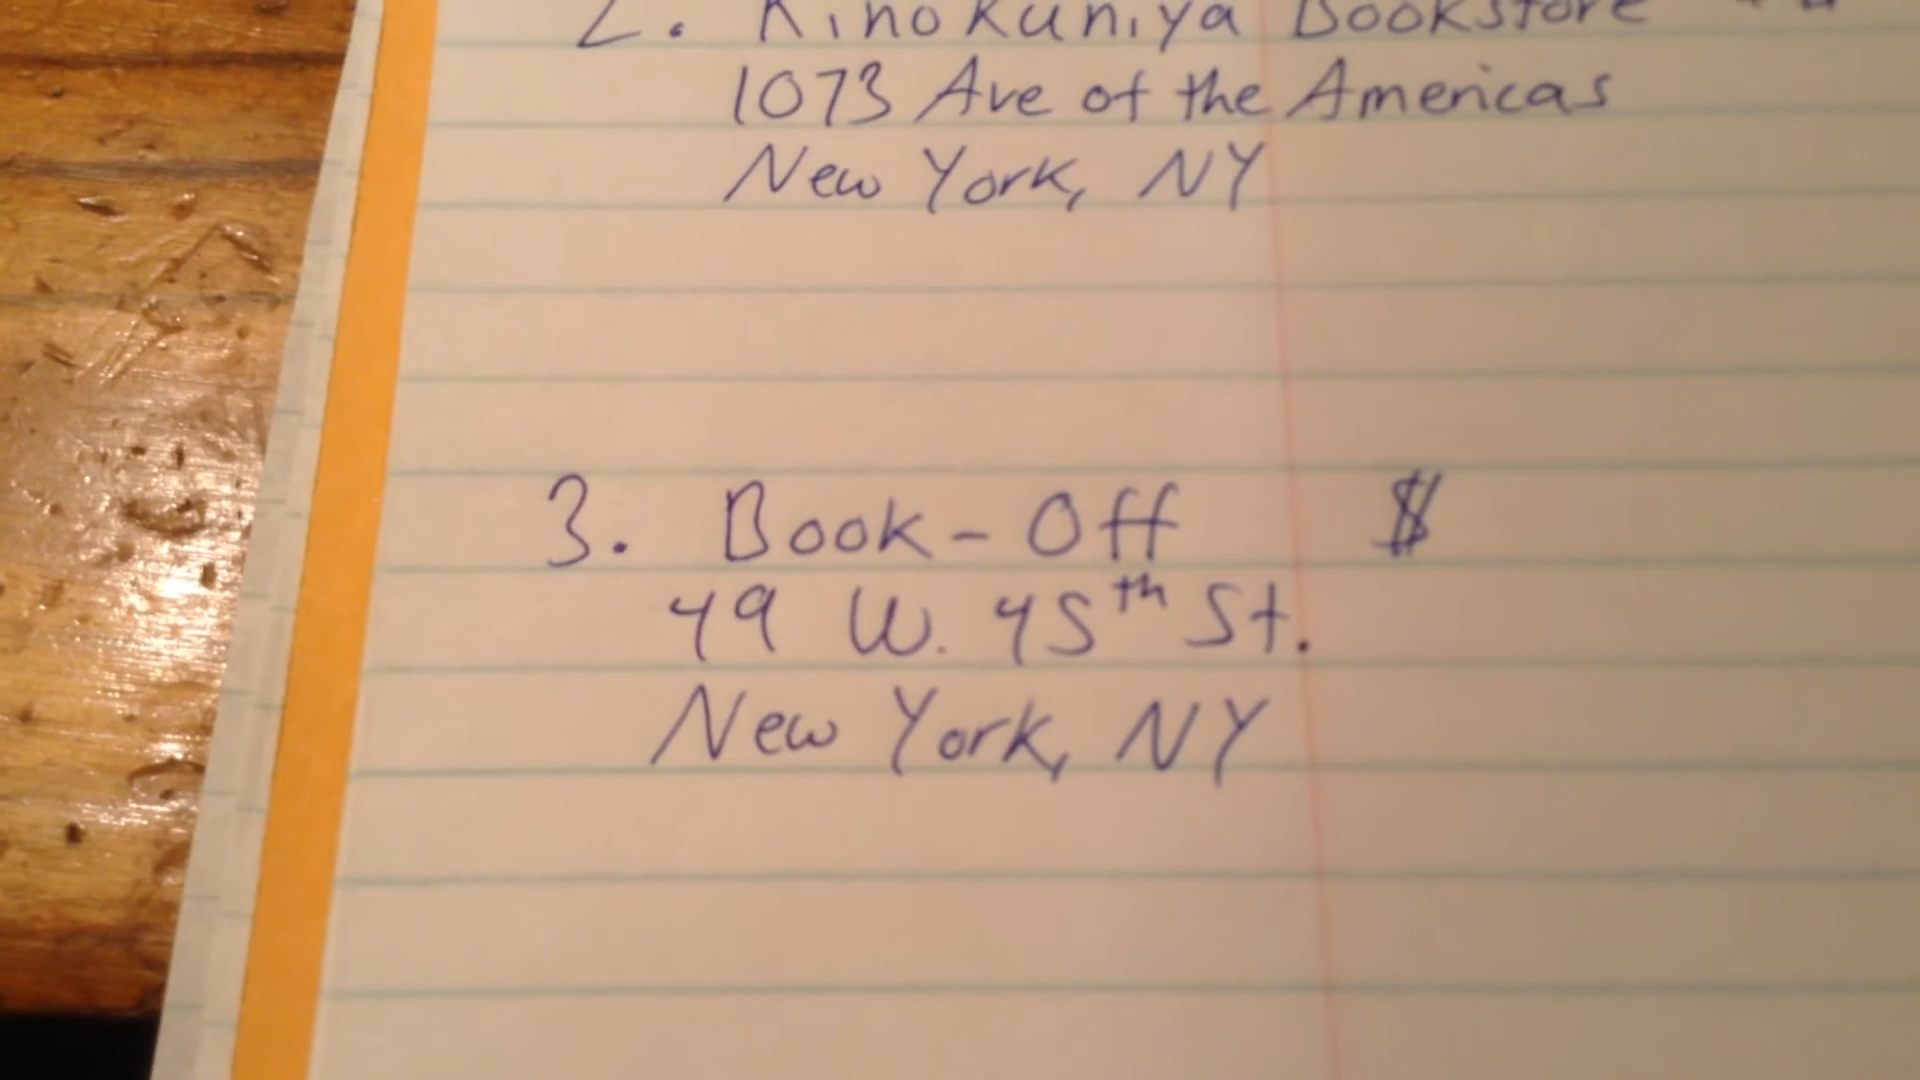 2. Kinokuniya Bookstore
1073 Ave of the Americas
New York, NY
3. Book-Off $
49 W. 45th St.
New York, NY